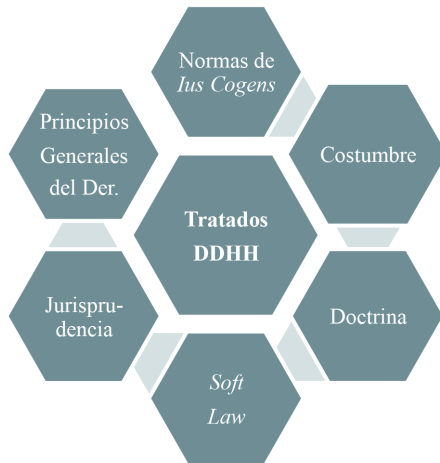 Normas de
Ius Cogens
Principios
Generales
del Der.
Costumbre
Tratados
DDHH
Jurispru-
dencia
Doctrina
Soft
Law